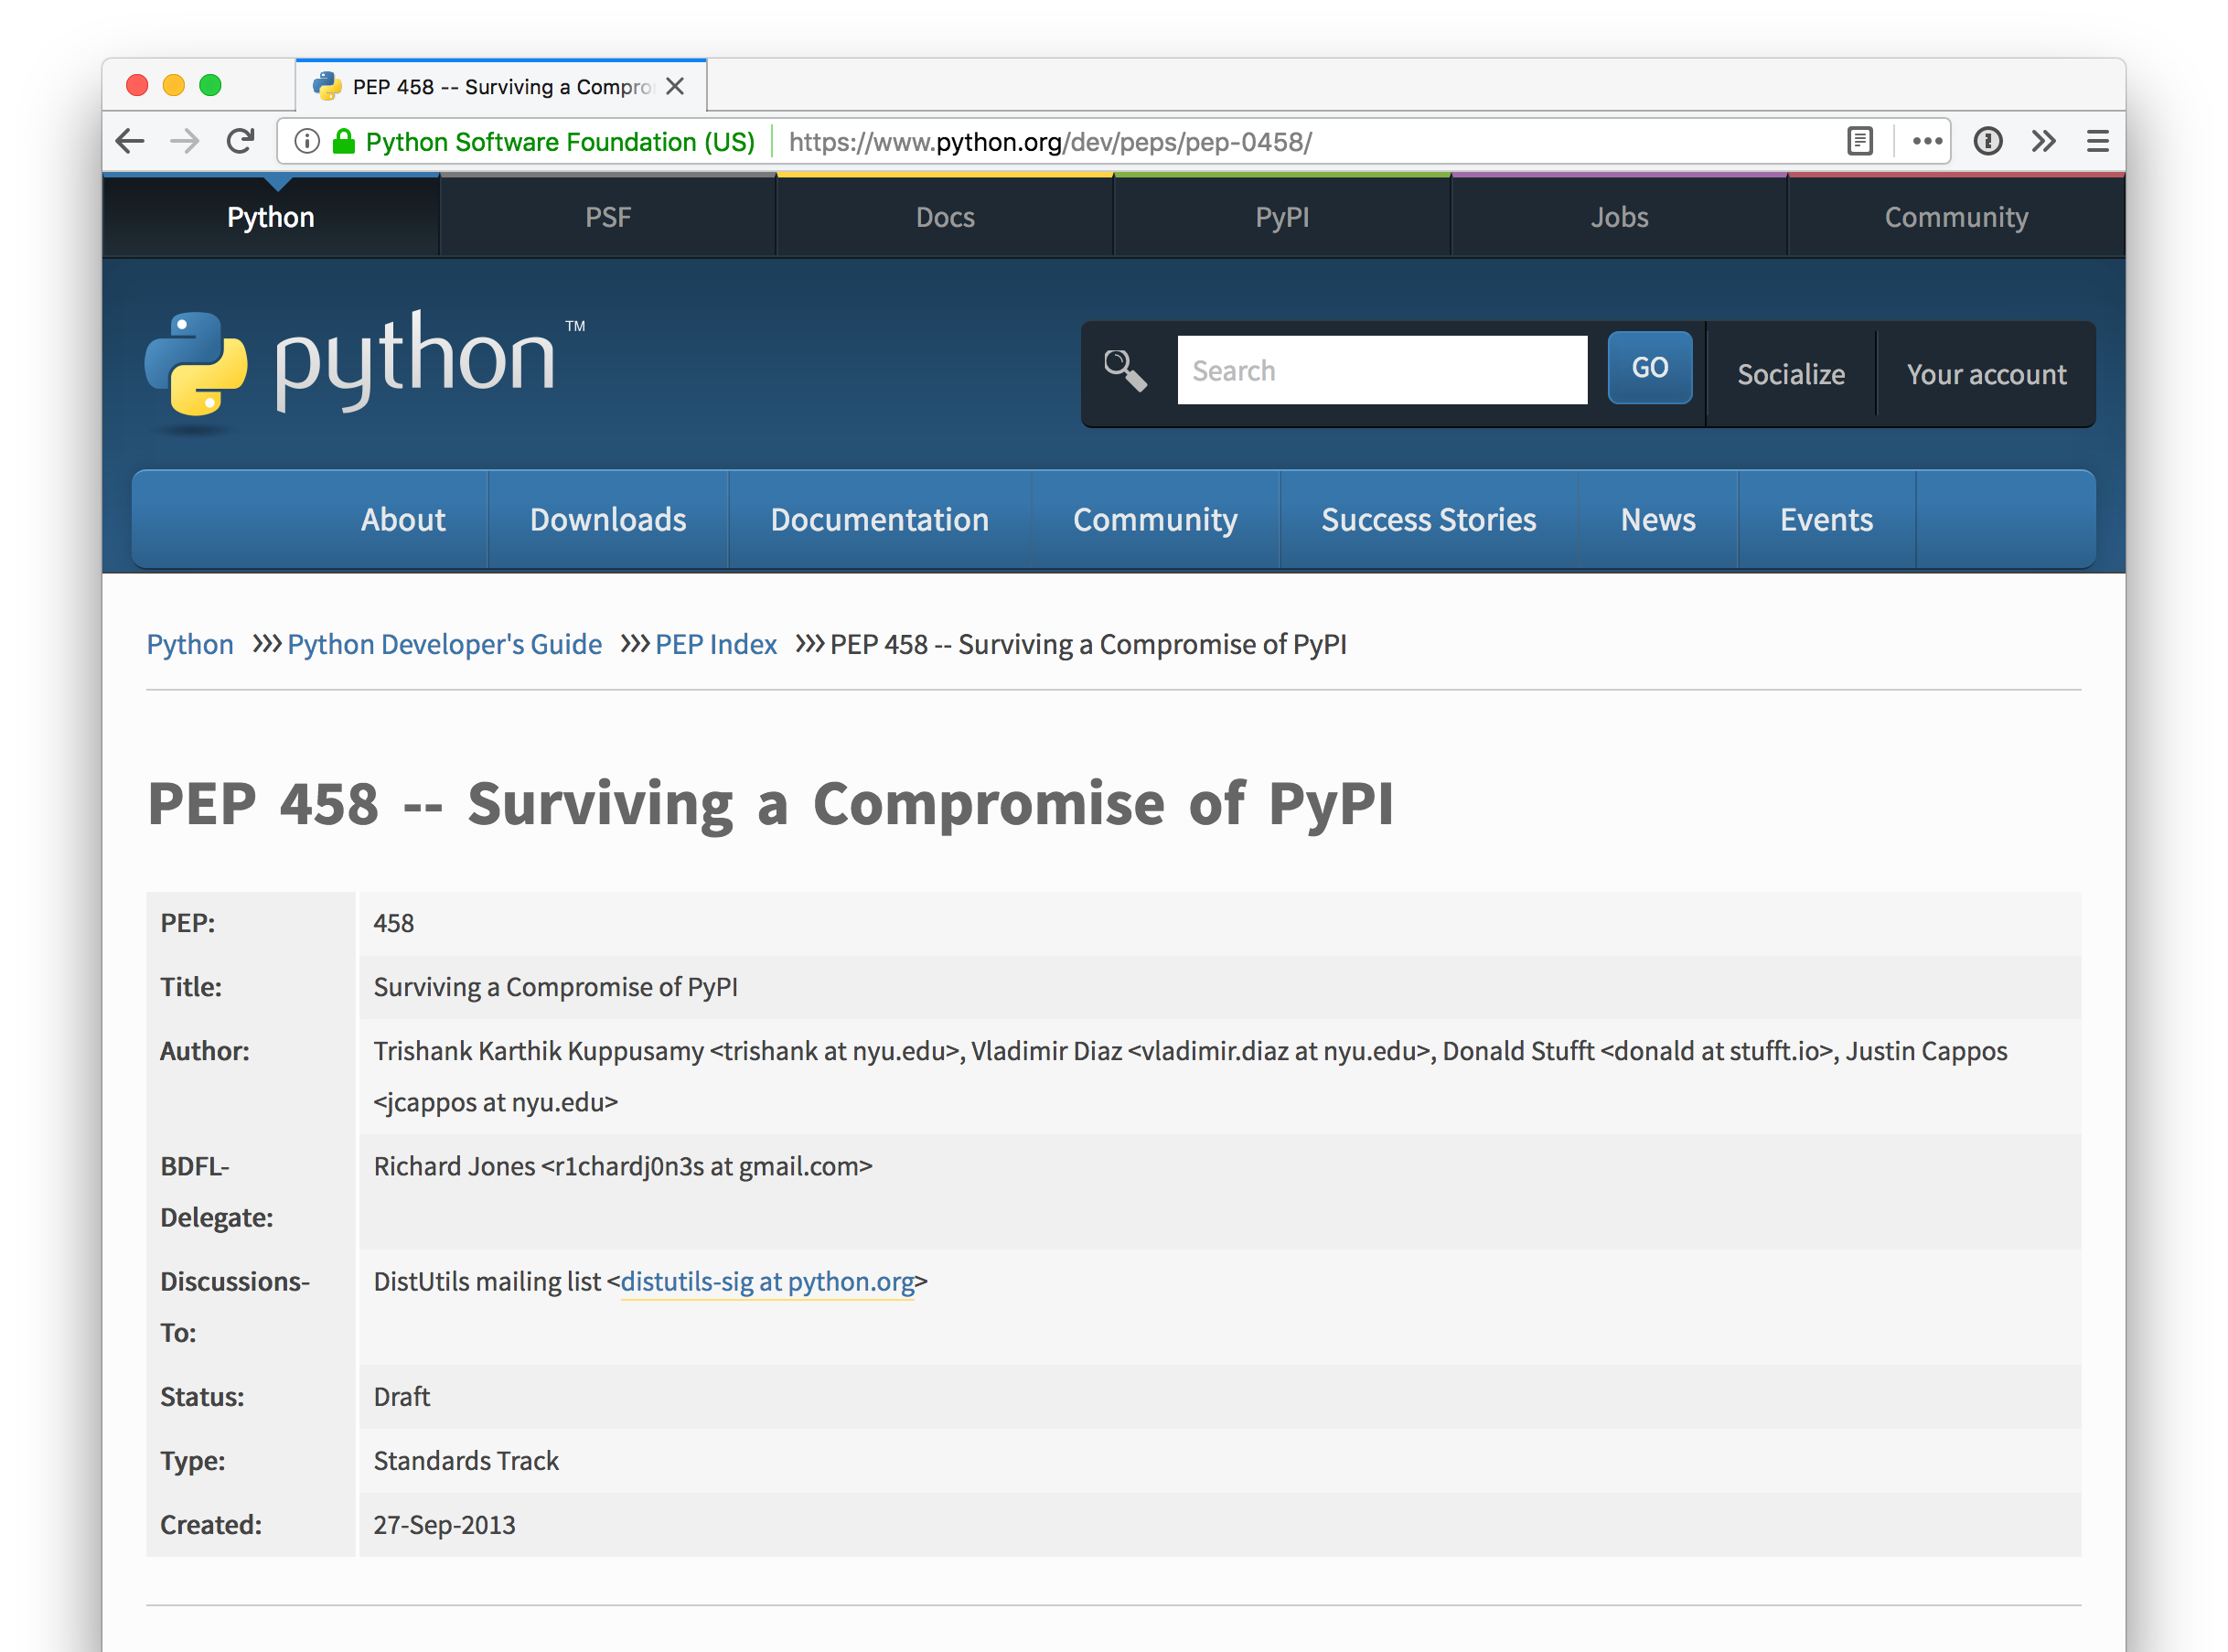 PEP 458 -- Surviving a Compro
Python Software Foundation (US) https://www.python.org/dev/peps/pep-0458/
Python PSF Docs PyPI Jobs Community
python™ Search GO Socialize Your account
About Downloads Documentation Community Success Stories News Events
Python >>> Python Developer's Guide >>> PEP Index >>> PEP 458 -- Surviving a Compromise of PyPI
PEP 458 -- Surviving a Compromise of PyPI
PEP: 458
Title: Surviving a Compromise of PyPI
Author: Trishank Karthik Kuppusamy <trishank at nyu.edu>, Vladimir Diaz <vladimir.diaz at nyu.edu>, Donald Stufft <donald at stufft.io>, Justin Cappos
<jcappos at nyu.edu>
BDFL- Richard Jones <r1chardj0n3s at gmail.com>
Delegate:
Discussions- DistUtils mailing list <distutils-sig at python.org>
To:
Status: Draft
Type: Standards Track
Created: 27-Sep-2013